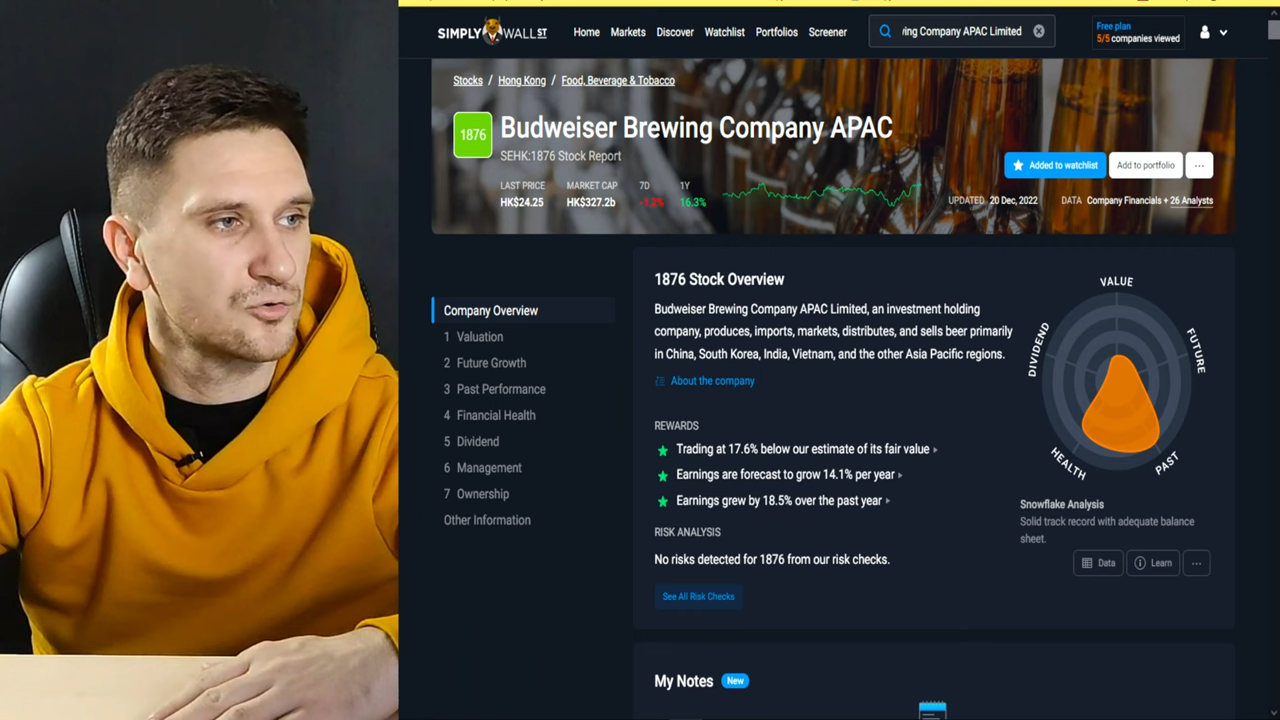 SIMPLY WALL ST
Home
Markets
Discover
Watchlist
Portfolios
Screener
ing Company APAC Limited
Free plan
5/5 companies viewed
Stocks / Hong Kong / Food, Beverage & Tobacco
1876
Budweiser Brewing Company APAC
SEHK:1876 Stock Report
Added to watchlist
Add to portfolio
...
LAST PRICE
HK$24.25
MARKET CAP
HK$327.2b
7D
-1.2%
1Y
16.3%
UPDATED 20 Dec, 2022
DATA Company Financials + 26 Analysts
Company Overview
1 Valuation
2 Future Growth
3 Past Performance
4 Financial Health
5 Dividend
6 Management
7 Ownership
Other Information
1876 Stock Overview
Budweiser Brewing Company APAC Limited, an investment holding
company, produces, imports, markets, distributes, and sells beer primarily
in China, South Korea, India, Vietnam, and the other Asia Pacific regions.
About the company
REWARDS
Trading at 17.6% below our estimate of its fair value
Earnings are forecast to grow 14.1% per year
Earnings grew by 18.5% over the past year
RISK ANALYSIS
No risks detected for 1876 from our risk checks.
See All Risk Checks
VALUE
FUTURE
PAST
HEALTH
DIVIDEND
Snowflake Analysis
Solid track record with adequate balance
sheet.
Data
Learn
...
My Notes
New